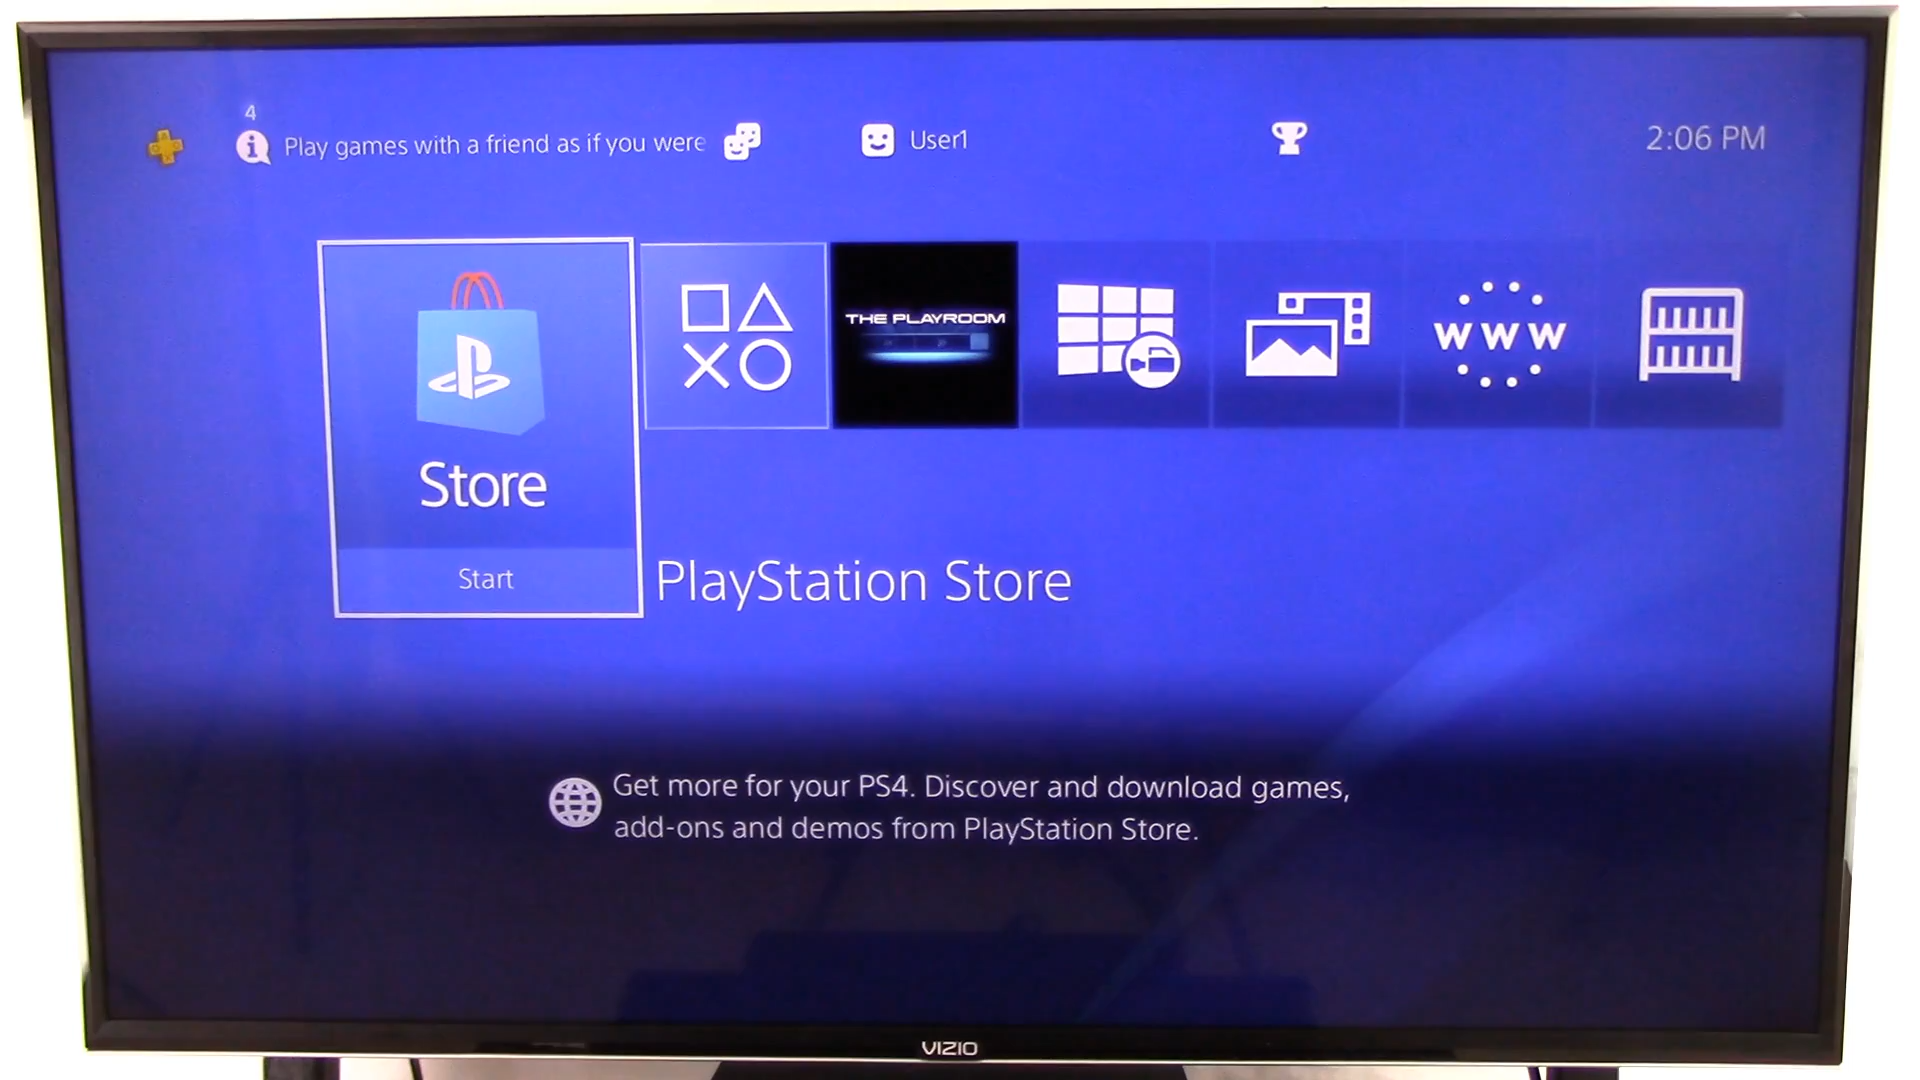 4
Play games with a friend as if you were
User1
2:06 PM
THE PLAYROOM
WWW
Store
Start
PlayStation Store
Get more for your PS4. Discover and download games,
add-ons and demos from PlayStation Store.
VIZIO